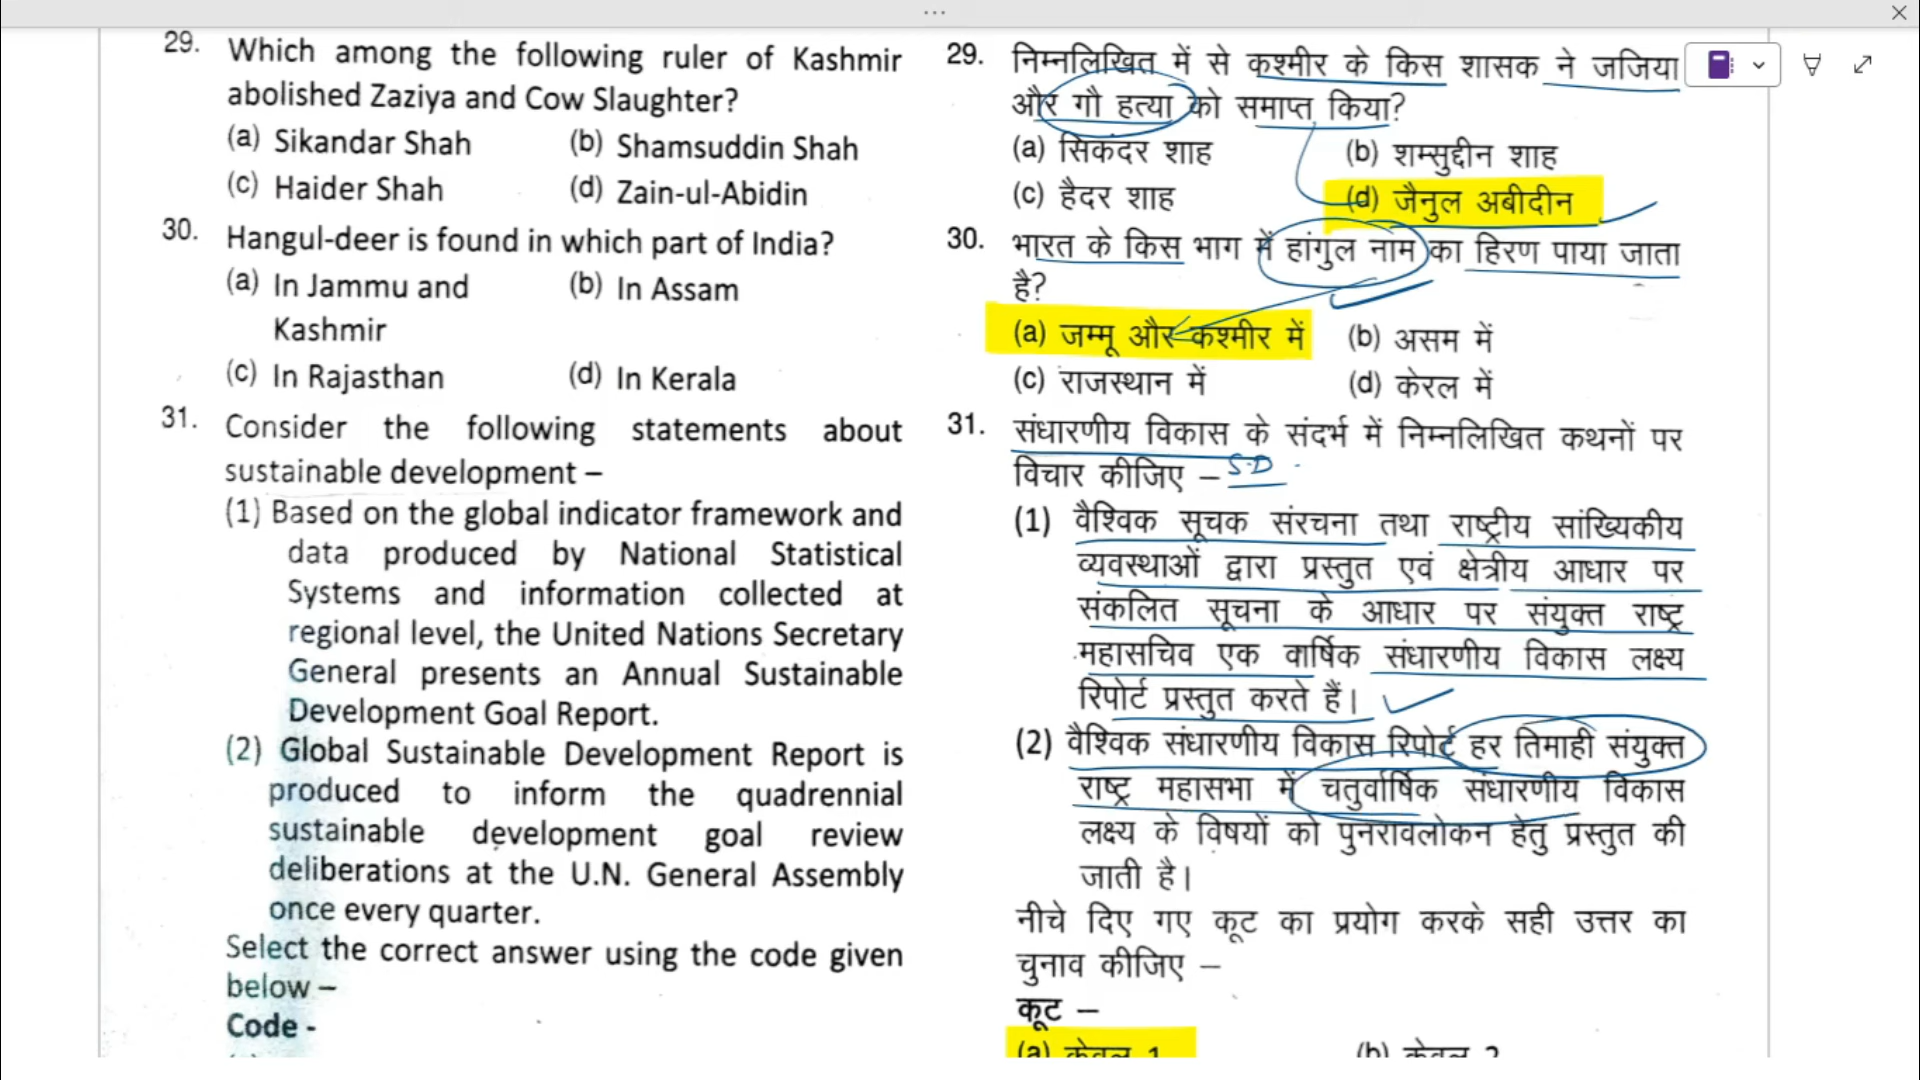 29. Which among the following ruler of Kashmir
abolished Zaziya and Cow Slaughter?
(a) Sikandar Shah (b) Shamsuddin Shah
(c) Haider Shah (d) Zain-ul-Abidin
30. Hangul-deer is found in which part of India?
(a) In Jammu and (b) In Assam
Kashmir
(c) In Rajasthan (d) In Kerala
31. Consider the following statements about
sustainable development –
(1) Based on the global indicator framework and
data produced by National Statistical
Systems and information collected at
regional level, the United Nations Secretary
General presents an Annual Sustainable
Development Goal Report.
(2) Global Sustainable Development Report is
produced to inform the quadrennial
sustainable development goal review
deliberations at the U.N. General Assembly
once every quarter.
Select the correct answer using the code given
below –
Code -
29. निम्नलिखित में से कश्मीर के किस शासक ने जजिया
और गौ हत्या को समाप्त किया?
(a) सिकंदर शाह (b) शम्सुद्दीन शाह
(c) हैदर शाह (d) जैनुल अबीदीन
30. भारत के किस भाग में हांगुल नाम का हिरण पाया जाता
है?
(a) जम्मू और कश्मीर में (b) असम में
(c) राजस्थान में (d) केरल में
31. संधारणीय विकास के संदर्भ में निम्नलिखित कथनों पर
विचार कीजिए – S.D
(1) वैश्विक सूचक संरचना तथा राष्ट्रीय सांख्यिकीय
व्यवस्थाओं द्वारा प्रस्तुत एवं क्षेत्रीय आधार पर
संकलित सूचना के आधार पर संयुक्त राष्ट्र
महासचिव एक वार्षिक संधारणीय विकास लक्ष्य
रिपोर्ट प्रस्तुत करते हैं।
(2) वैश्विक संधारणीय विकास रिपोर्ट हर तिमाही संयुक्त
राष्ट्र महासभा में चतुर्वार्षिक संधारणीय विकास
लक्ष्य के विषयों को पुनरावलोकन हेतु प्रस्तुत की
जाती है।
नीचे दिए गए कूट का प्रयोग करके सही उत्तर का
चुनाव कीजिए –
कूट –
(a) केवल 1 (b) केवल 2